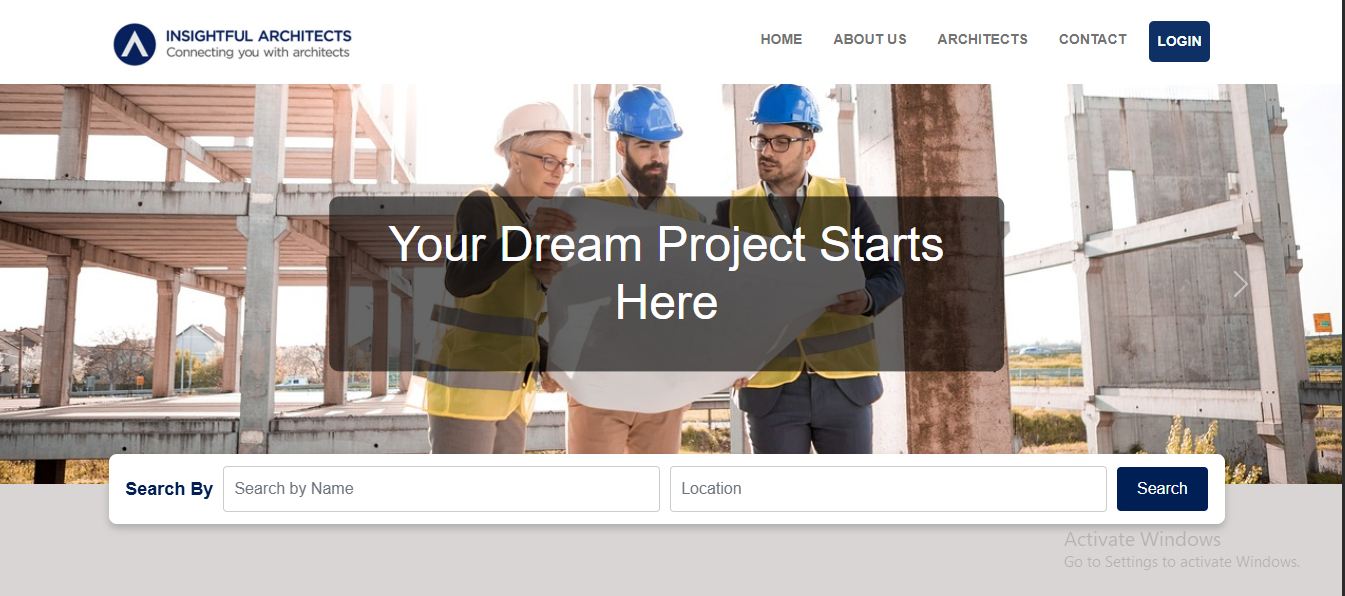 INSIGHTFUL ARCHITECTS
Connecting you with architects
HOME
ABOUT US
ARCHITECTS
CONTACT
LOGIN
Your Dream Project Starts
Here
Search By
Search by Name
Location
Search
Activate Windows
Go to Settings to activate Windows.